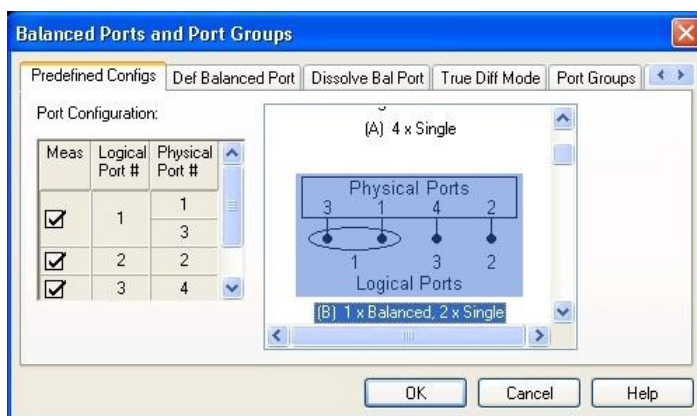 Balanced Ports and Port Groups
Predefined Configs Def Balanced Port Dissolve Bal Port True Diff Mode Port Groups
Port Configuration:
Meas Logical Port # Physical Port #
1 1
3
2 2
3 4
(A) 4 x Single
Physical Ports
3 1 4 2
1 3 2
Logical Ports
(B) 1 x Balanced, 2 x Single
OK Cancel Help